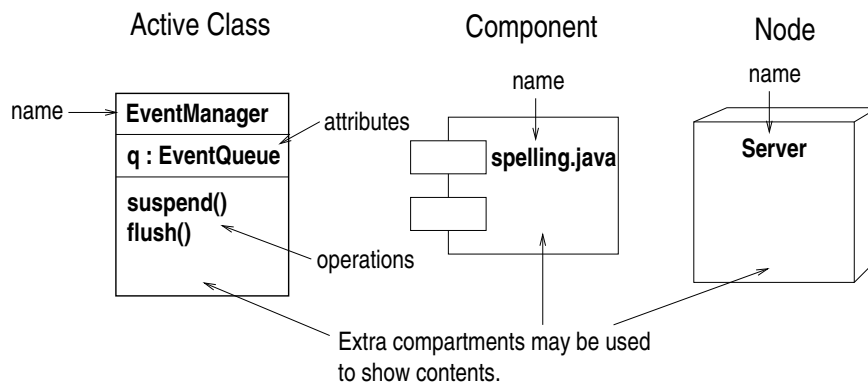 Active Class
Component
Node
name
EventManager
attributes
q : EventQueue
suspend()
flush()
operations
name
spelling.java
name
Server
Extra compartments may be used
to show contents.